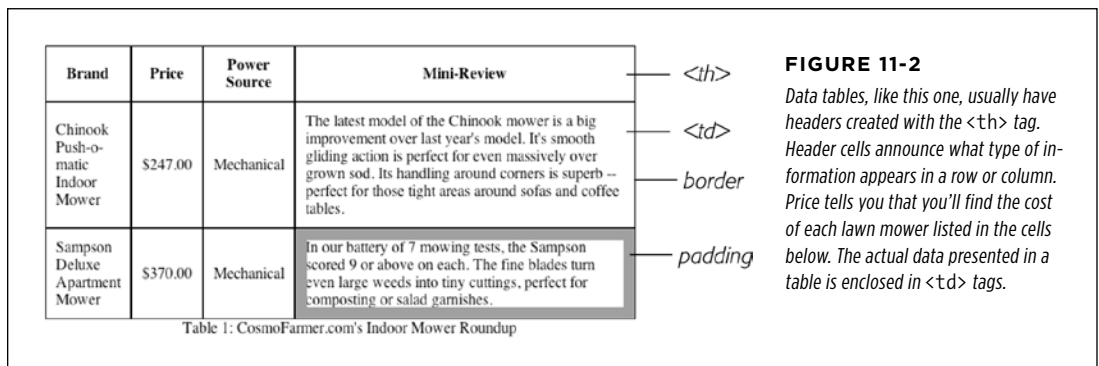 Brand Price Power Source Mini-Review
<th>
Chinook Push-o-matic Indoor Mower
$247.00
Mechanical
The latest model of the Chinook mower is a big
improvement over last year's model. It's smooth
gliding action is perfect for even massively over
grown sod. Its handling around corners is superb --
perfect for those tight areas around sofas and coffee
tables.
<td>
border
Sampson
Deluxe
Apartment
Mower
$370.00
Mechanical
In our battery of 7 mowing tests, the Sampson
scored 9 or above on each. The fine blades turn
even large weeds into tiny cuttings, perfect for
composting or salad garnishes.
padding
Table 1: CosmoFarmer.com's Indoor Mower Roundup
FIGURE 11-2
Data tables, like this one, usually have
headers created with the <th> tag.
Header cells announce what type of in-
formation appears in a row or column.
Price tells you that you'll find the cost
of each lawn mower listed in the cells
below. The actual data presented in a
table is enclosed in <td> tags.